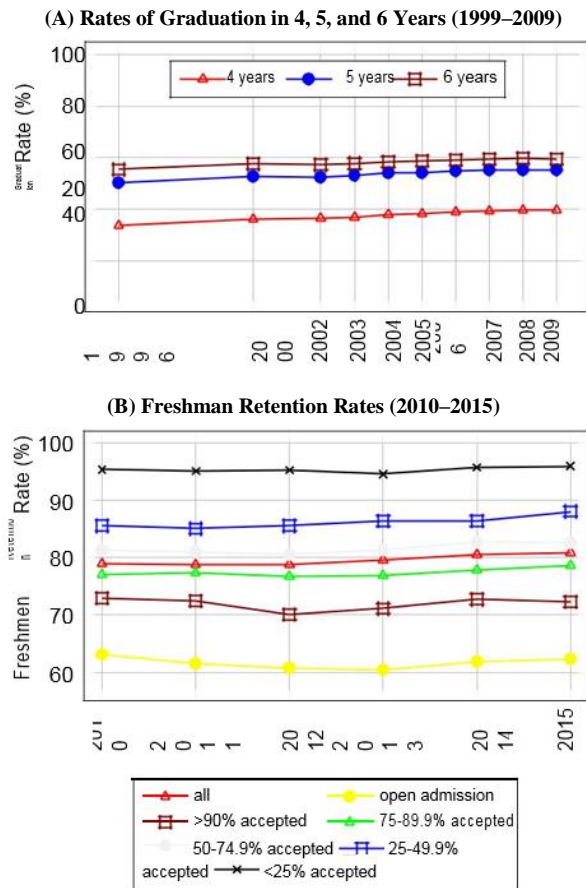 (A) Rates of Graduation in 4, 5, and 6 Years (1999–2009)
100
80
60
20
40
0
Rate (%)
4 years 5 years 6 years
1 9 9 6
20 00
2002
2003
2004
2005
6
2007
2008
2009
(B) Freshman Retention Rates (2010–2015)
100
90
80
70
60
Freshmen
n Rate (%)
201 0
2 0 1 1
2012
2 0 1 3
20 14
2015
all open admission
>90% accepted 75-89.9% accepted
50-74.9% accepted 25-49.9%
accepted <25% accepted